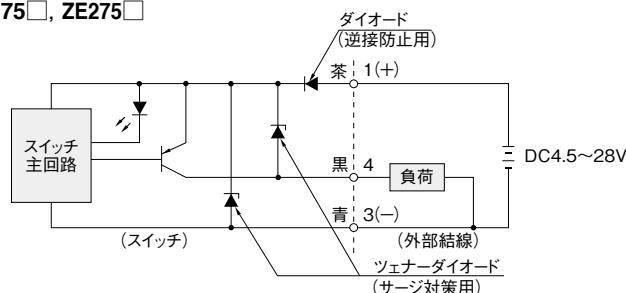 75□, ZE275□
ダイオード
(逆接防止用)
茶 1(+)
スイッチ
主回路
DC4.5～28V
黒 4
負荷
青 3(−)
(スイッチ)
(外部結線)
ツェナーダイオード
(サージ対策用)